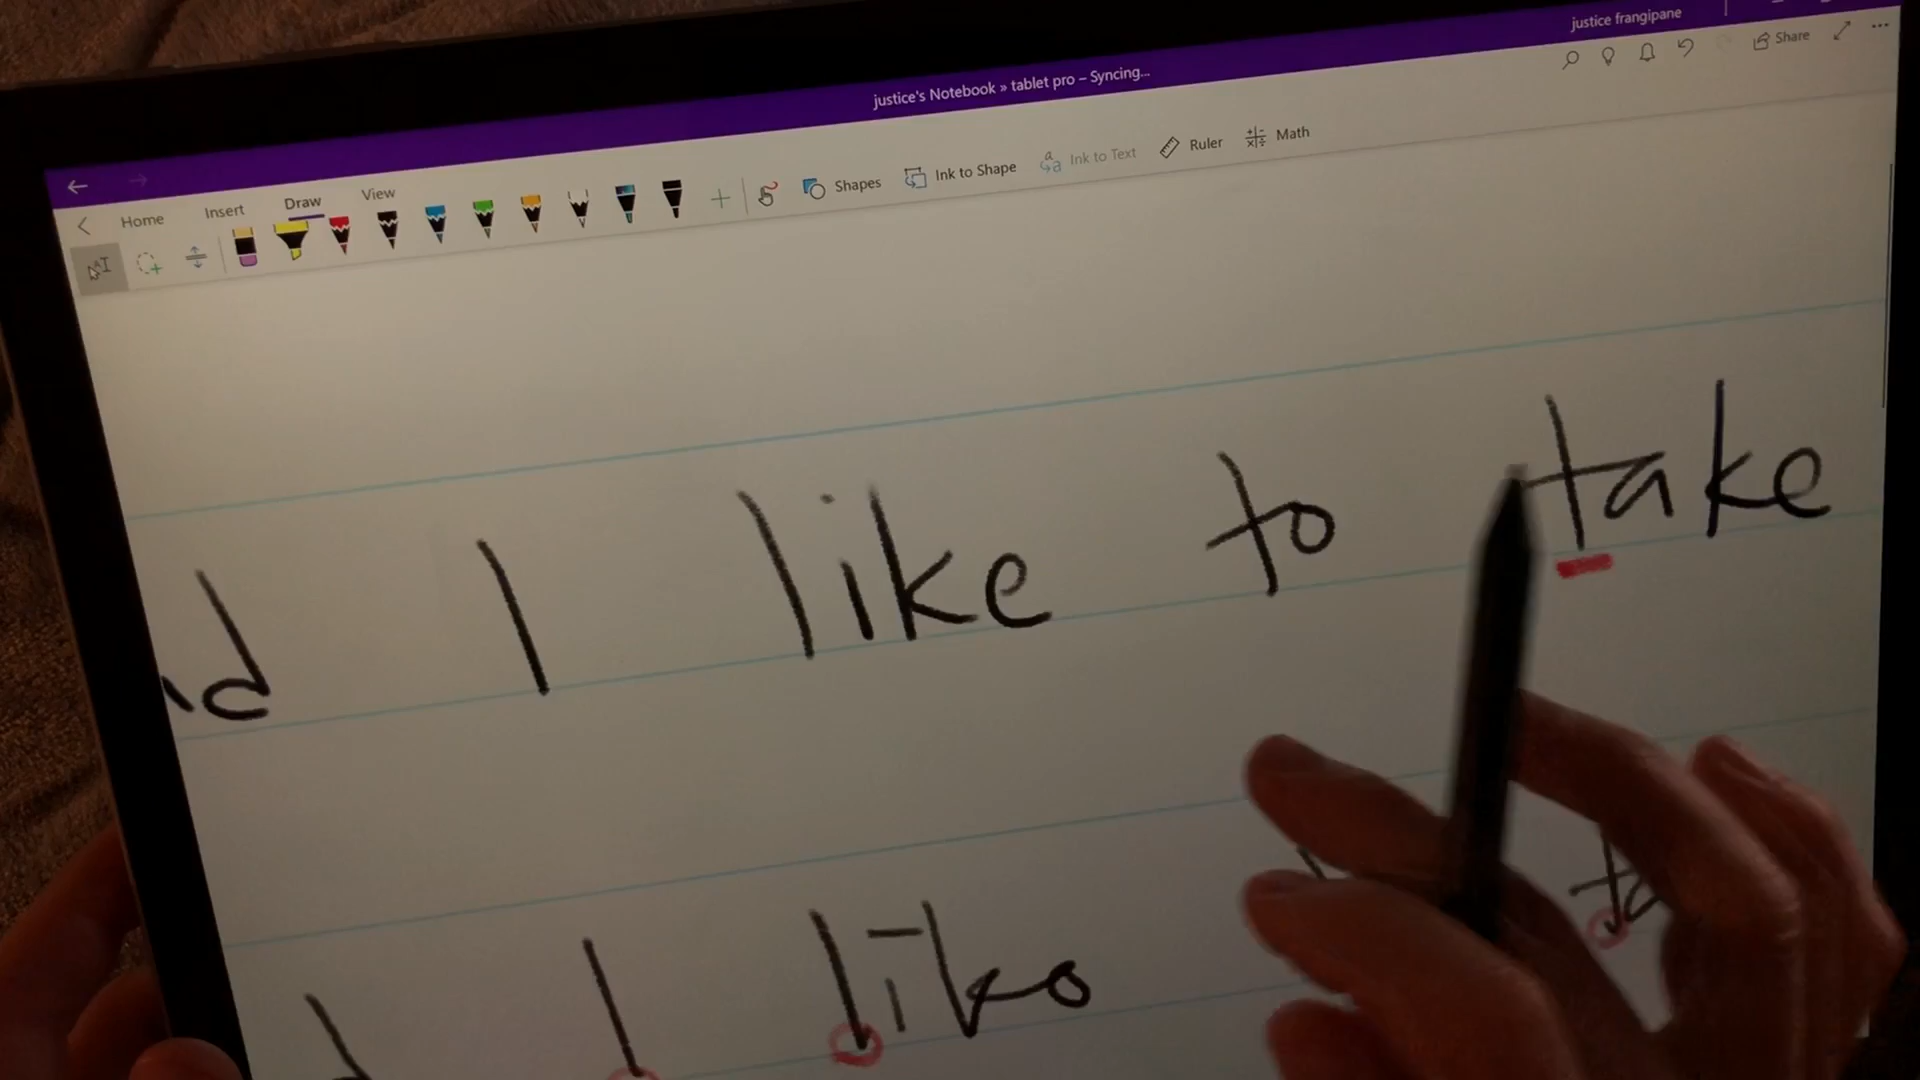 justice frangipane
justice's Notebook » tablet pro – Syncing...
Share
Home Insert Draw View
Shapes Ink to Shape Ink to Text Ruler Math
I like to take
I like